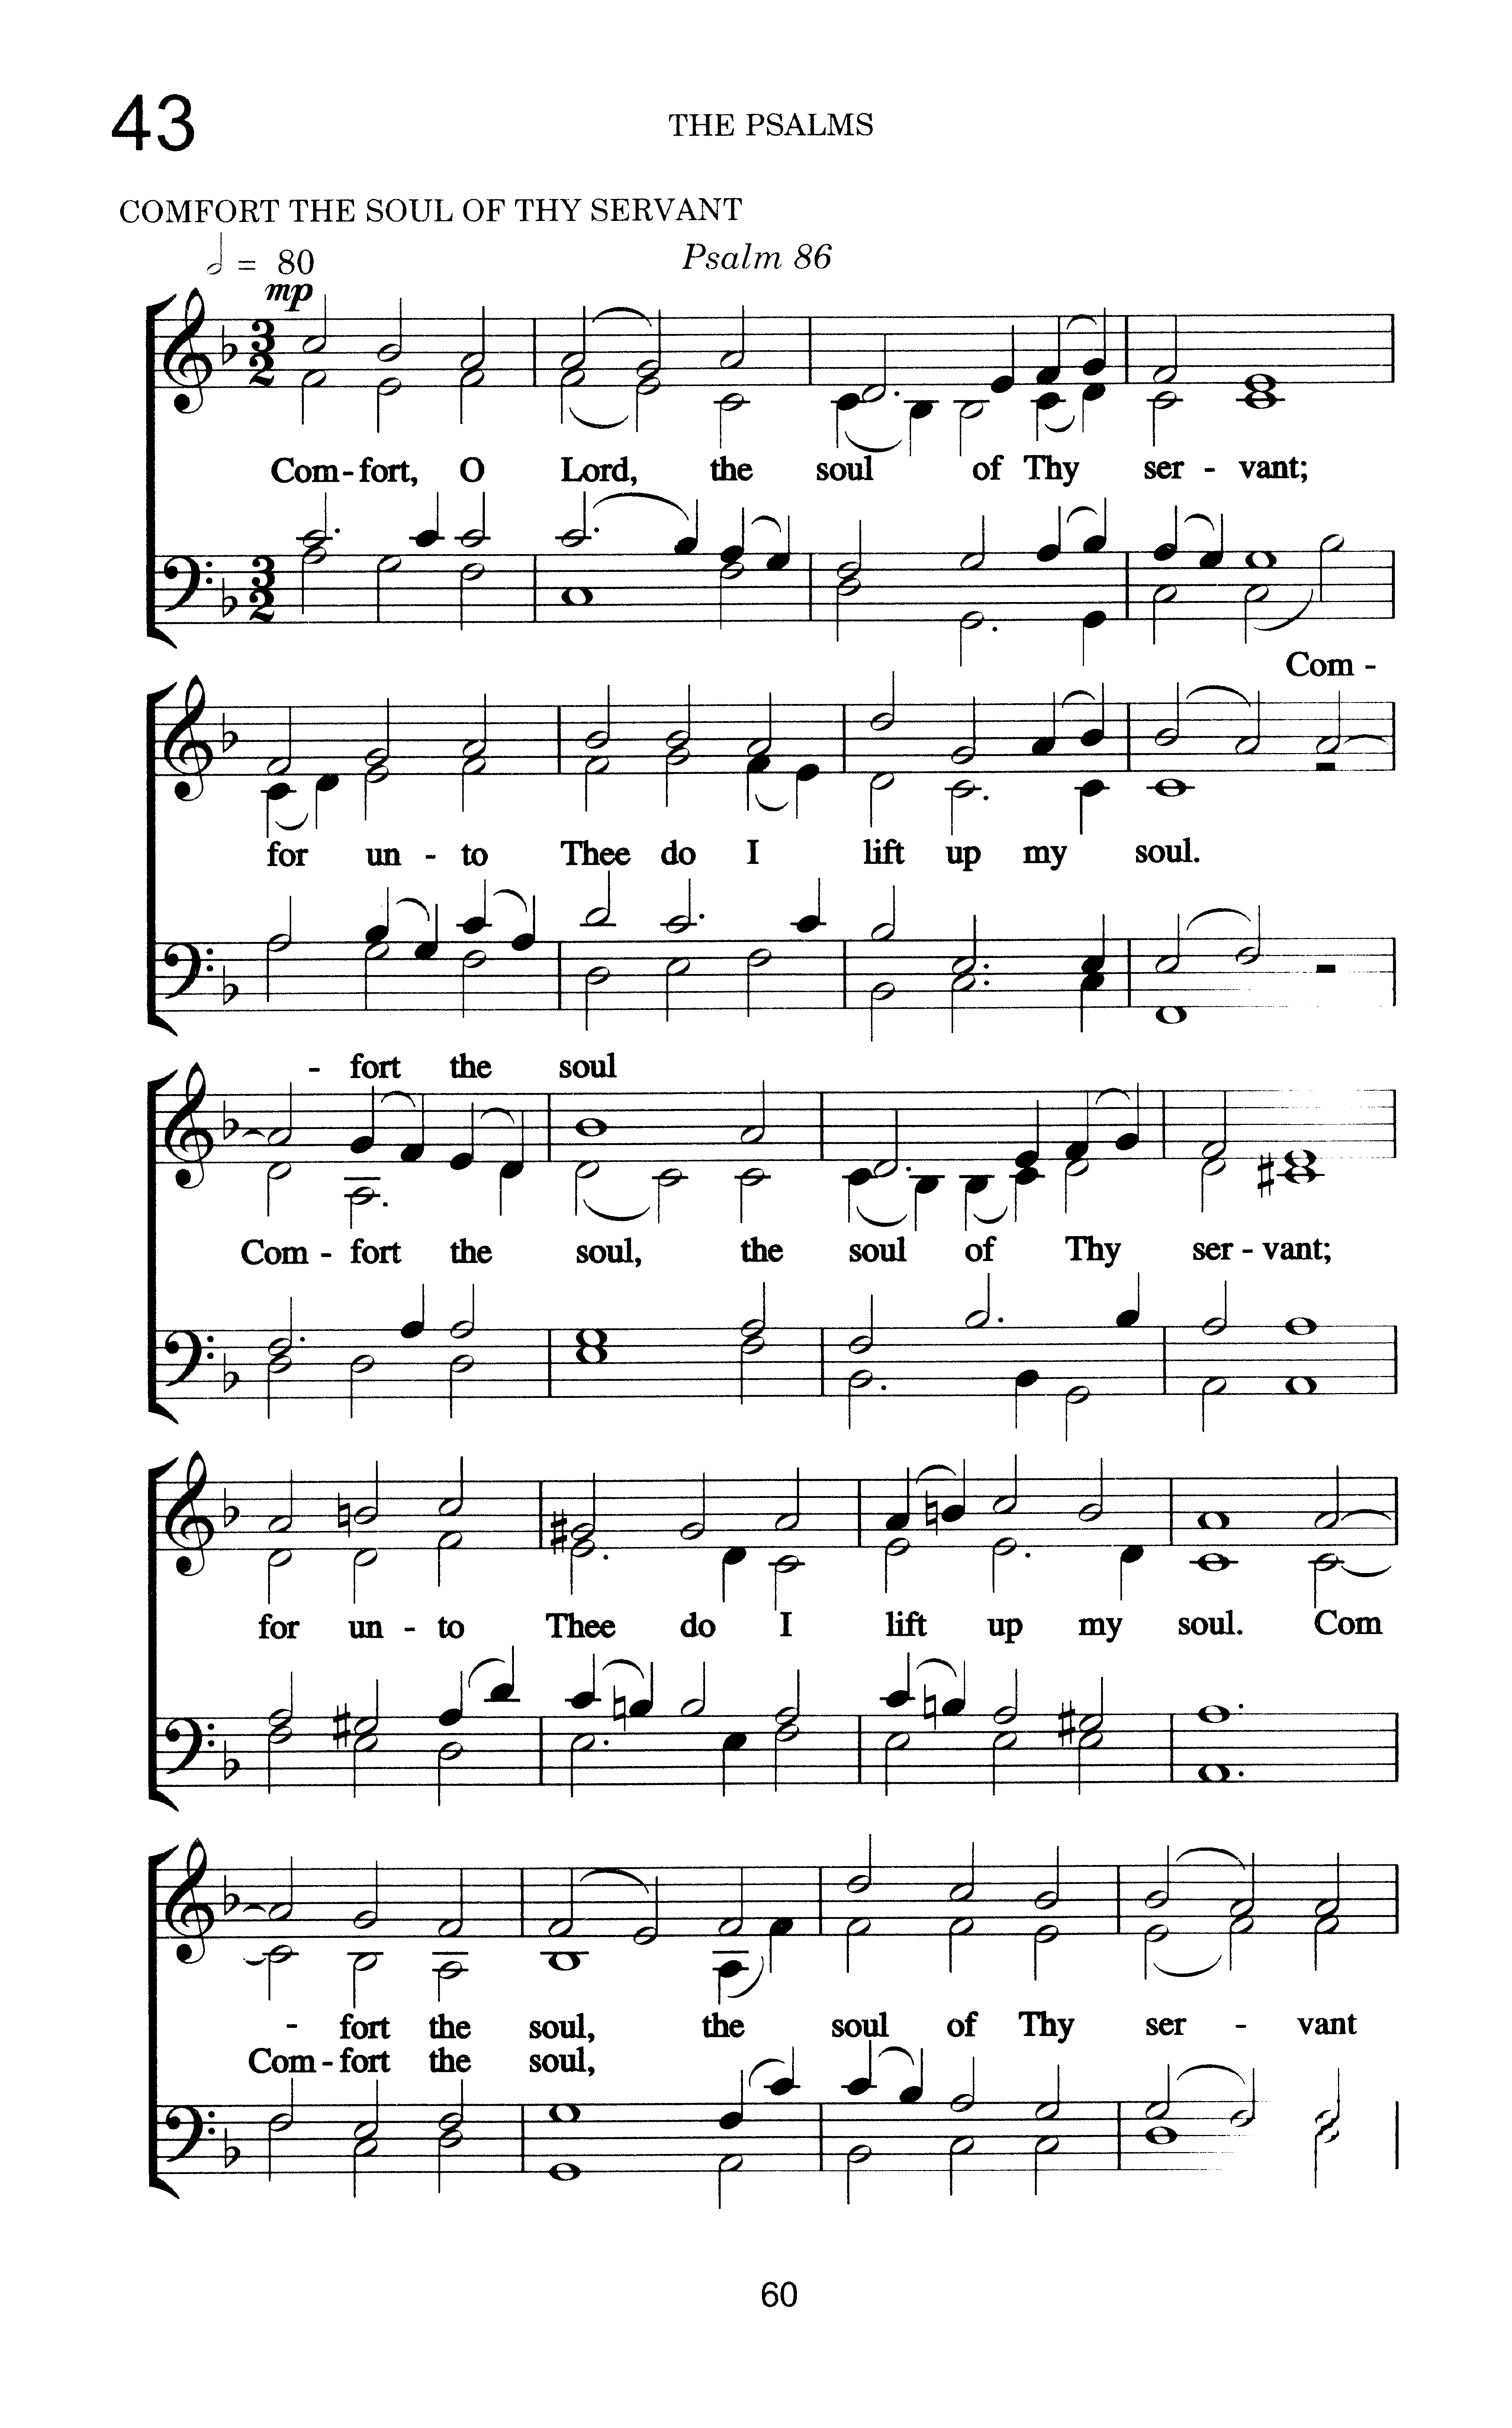 43
THE PSALMS
COMFORT THE SOUL OF THY SERVANT
= 80
Psalm 86
mp
3
2
Com-fort, O Lord, the soul of Thy ser - vant;
3
2
Com -
for un - to Thee do I lift up my soul.
- fort the soul
Com - fort the soul, the soul of Thy ser - vant;
for un - to Thee do I lift up my soul. Com
- fort the soul, the soul of Thy ser - vant
Com - fort the soul,
60